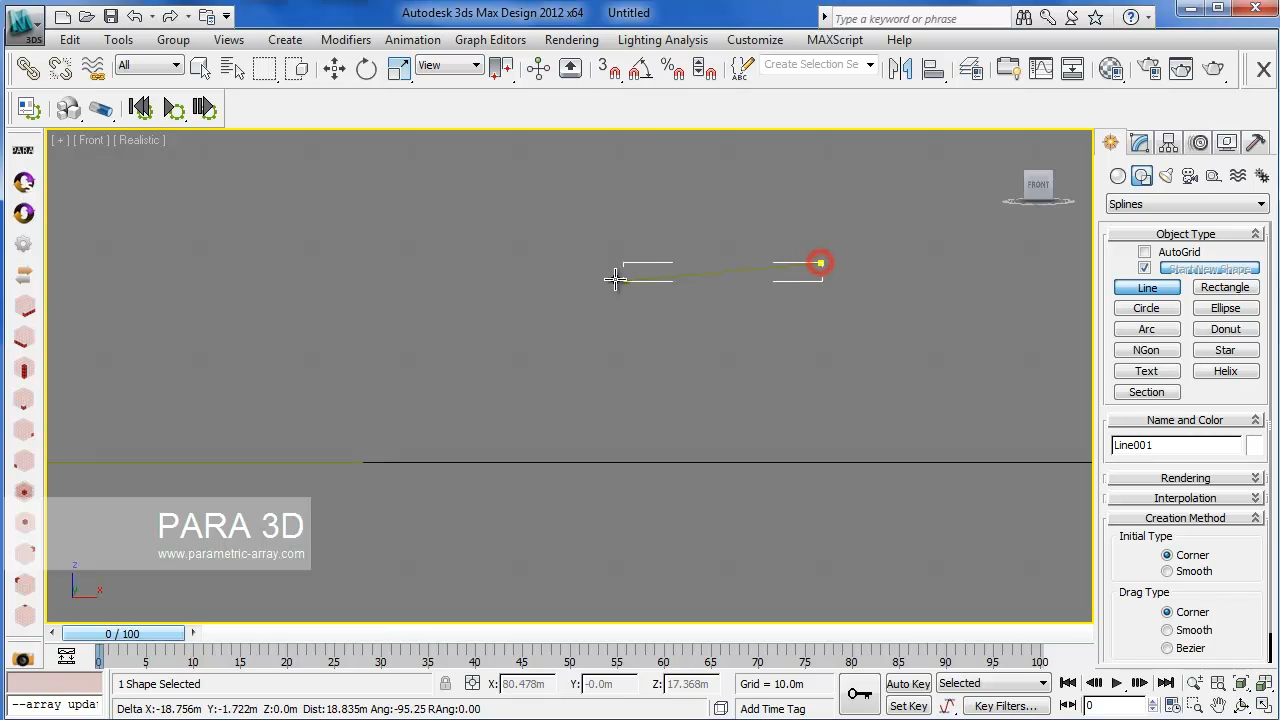 Autodesk 3ds Max Design 2012 x64 Untitled
Type a keyword or phrase
3DS
Edit Tools Group Views Create Modifiers Animation Graph Editors Rendering Lighting Analysis Customize MAXScript Help
All
View
3
ABC
Create Selection Se
PARA
[ + ] [ Front ] [ Realistic ]
FRONT
Splines
Object Type
AutoGrid
Start New Shape
Line Rectangle
Circle Ellipse
Arc Donut
NGon Star
Text Helix
Section
Name and Color
Line001
Rendering
Interpolation
Creation Method
Initial Type
Corner
Smooth
Drag Type
Corner
Smooth
Bezier
PARA 3D
www.parametric-array.com
z
x
0 / 100
0 5 10 15 20 25 30 35 40 45 50 55 60 65 70 75 80 85 90 95 100
1 Shape Selected
X: 80.478m Y: -0.0m Z: 17.368m
Grid = 10.0m
Auto Key
Selected
--array upda
Delta X:-18.756m Y:-1.722m Z:0.0m Dist:18.835m Ang:-95.25 RAng:0.00
Add Time Tag
Set Key
Key Filters...
0